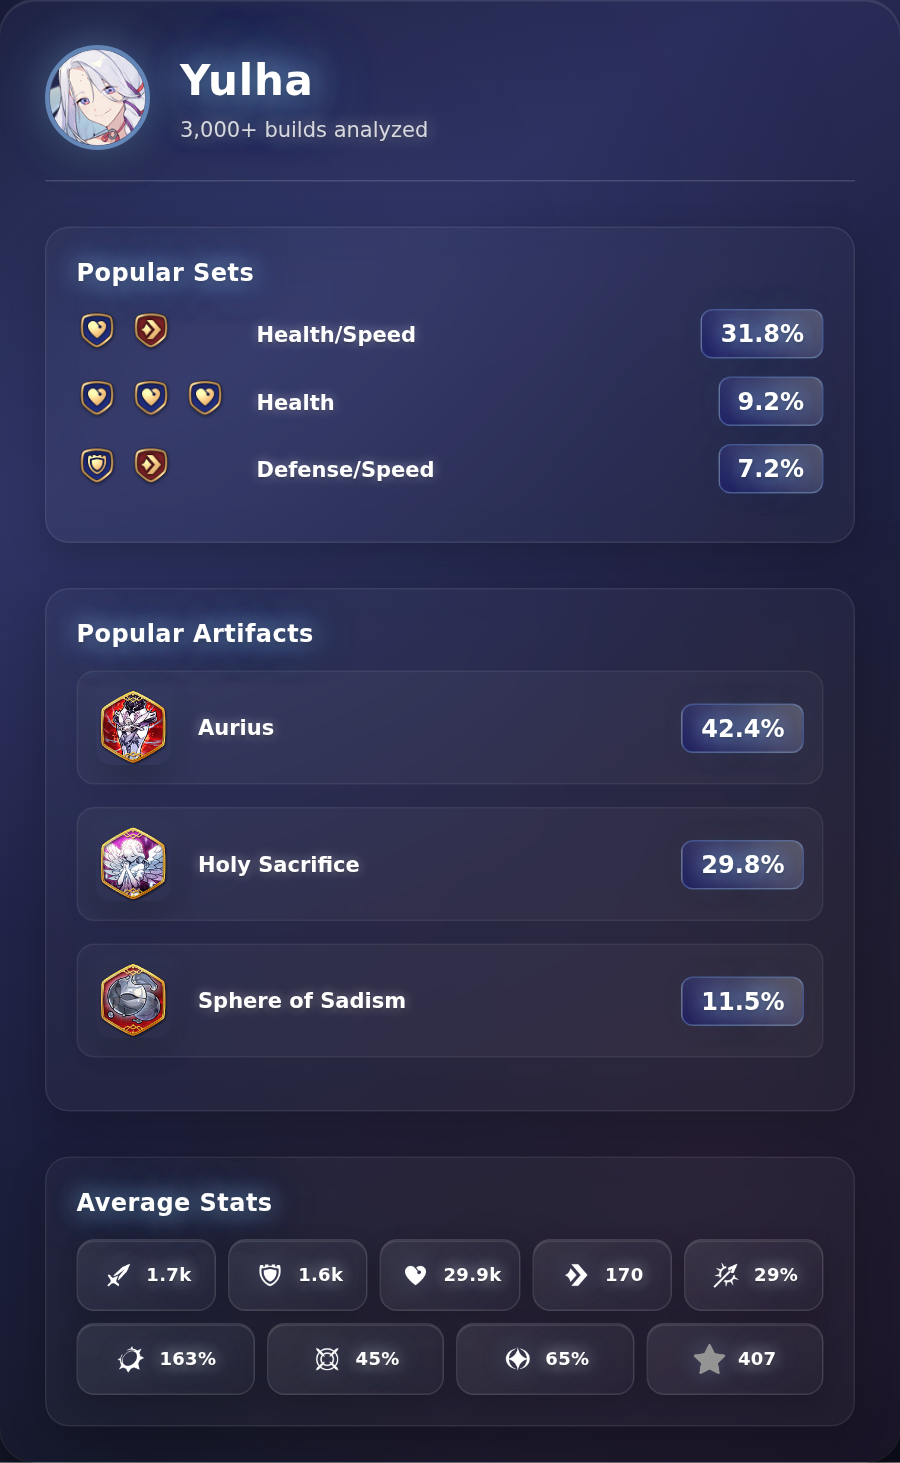 Yulha
3,000+ builds analyzed
Popular Sets
Health/Speed 31.8%
Health 9.2%
Defense/Speed 7.2%
Popular Artifacts
Aurius 42.4%
Holy Sacrifice 29.8%
Sphere of Sadism 11.5%
Average Stats
1.7k 1.6k 29.9k 170 29%
163% 45% 65% 407